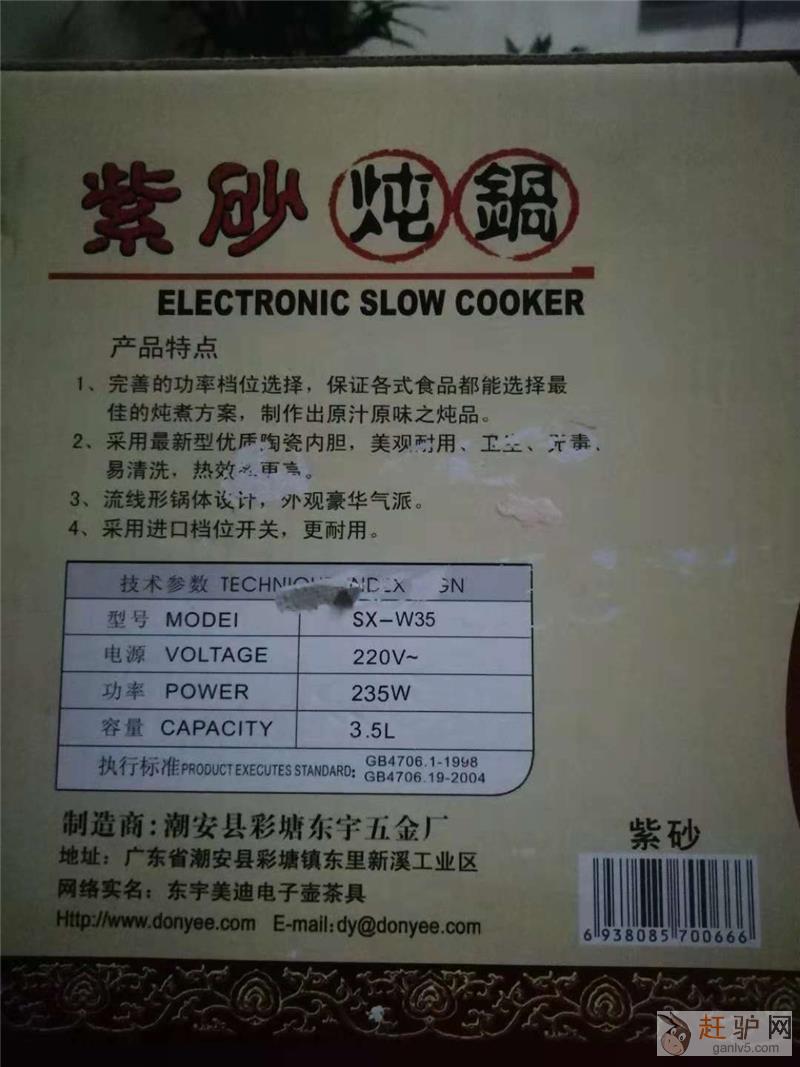 紫砂炖鍋
ELECTRONIC SLOW COOKER
产品特点
1、完善的功率档位选择，保证各式食品都能选择最
佳的炖煮方案，制作出原汁原味之炖品。
2、采用最新型优质陶瓷内胆，美观耐用、卫生、无毒、
易清洗，热效率更高。
3、流线形锅体设计，外观豪华气派。
4、采用进口档位开关，更耐用。
技术参数
型号 MODEl SX-W35
电源 VOLTAGE 220V~
功率 POWER 235W
容量 CAPACITY 3.5L
执行标准PRODUCT EXECUTES STANDARD: GB4706.1-1998
GB4706.19-2004
制造商:潮安县彩塘东宇五金厂
地址：广东省潮安县彩塘镇东里新溪工业区
网络实名：东宇美迪电子壶茶具
Http://www.donyee.com E-mail:dy@donyee.com
紫砂
6 938085 700666
赶驴网
ganlv5.com